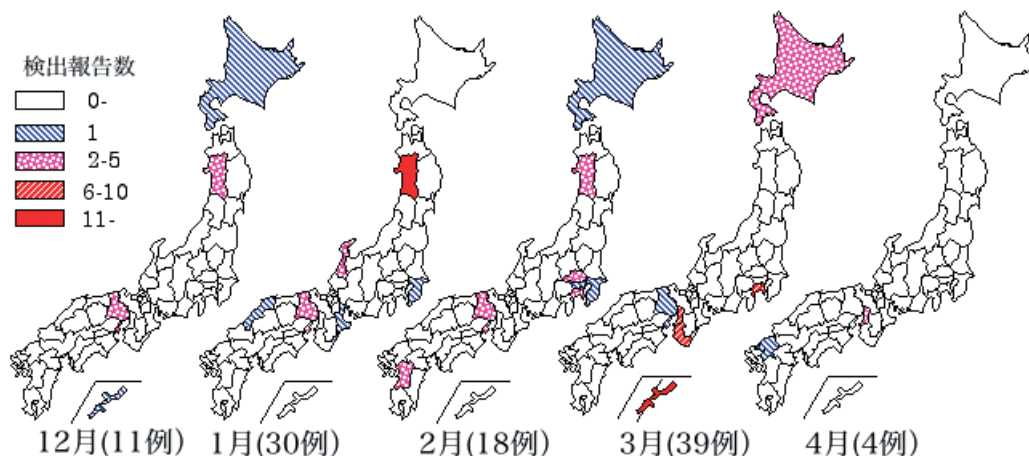 検出報告数
0-
1
2-5
6-10
11-
12月(11例)
1月(30例)
2月(18例)
3月(39例)
4月(4例)